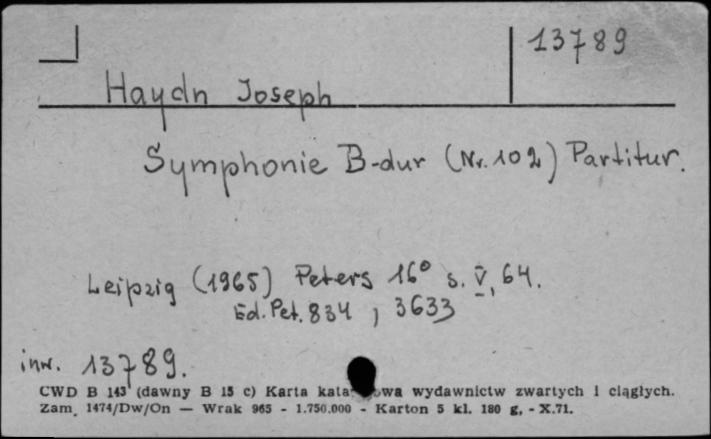 13789
Haydn Joseph
Symphonie B-dur (Nr. 102) Partitur.
Leipzig (1965) Peters 16° s. V, 64.
Ed. Pet. 834, 3633
inw. 13789.
CWD B 143 (dawny B 15 c) Karta wydawnictw zwartych i ciągłych.
Zam. 1474/Dw/On — Wrak 965 - 1.750.000 - Karton 5 kl. 180 g. - X.71.